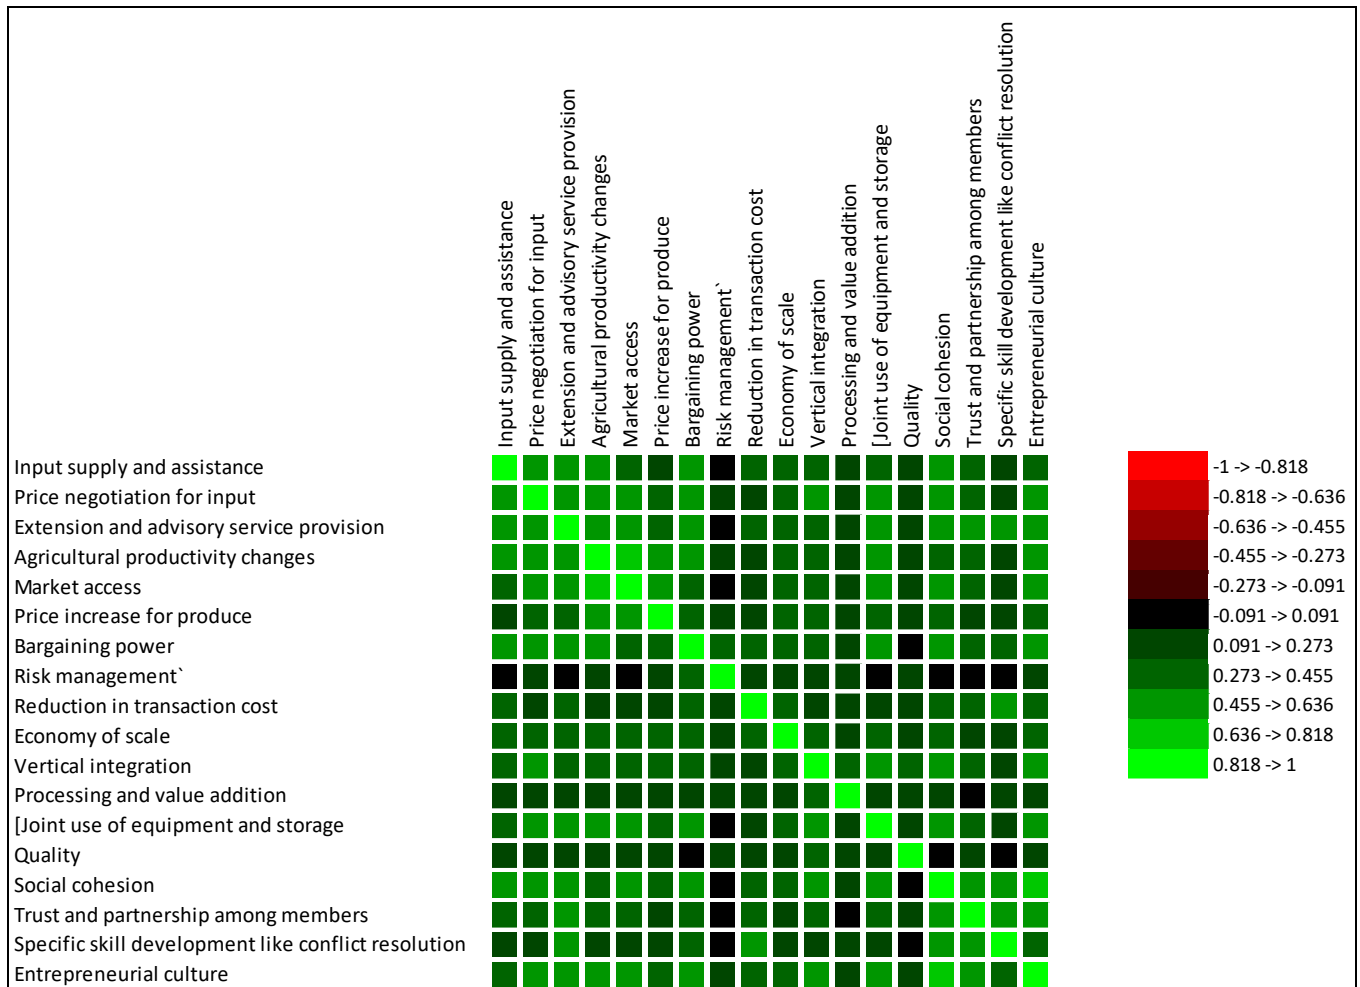 Input supply and assistance
Price negotiation for input
Extension and advisory service provision
Agricultural productivity changes
Market access
Price increase for produce
Bargaining power
Risk management`
Reduction in transaction cost
Economy of scale
Vertical integration
Processing and value addition
[Joint use of equipment and storage
Quality
Social cohesion
Trust and partnership among members
Specific skill development like conflict resolution
Entrepreneurial culture
Input supply and assistance
Price negotiation for input
Extension and advisory service provision
Agricultural productivity changes
Market access
Price increase for produce
Bargaining power
Risk management`
Reduction in transaction cost
Economy of scale
Vertical integration
Processing and value addition
[Joint use of equipment and storage
Quality
Social cohesion
Trust and partnership among members
Specific skill development like conflict resolution
Entrepreneurial culture
-1 -> -0.818
-0.818 -> -0.636
-0.636 -> -0.455
-0.455 -> -0.273
-0.273 -> -0.091
-0.091 -> 0.091
0.091 -> 0.273
0.273 -> 0.455
0.455 -> 0.636
0.636 -> 0.818
0.818 -> 1